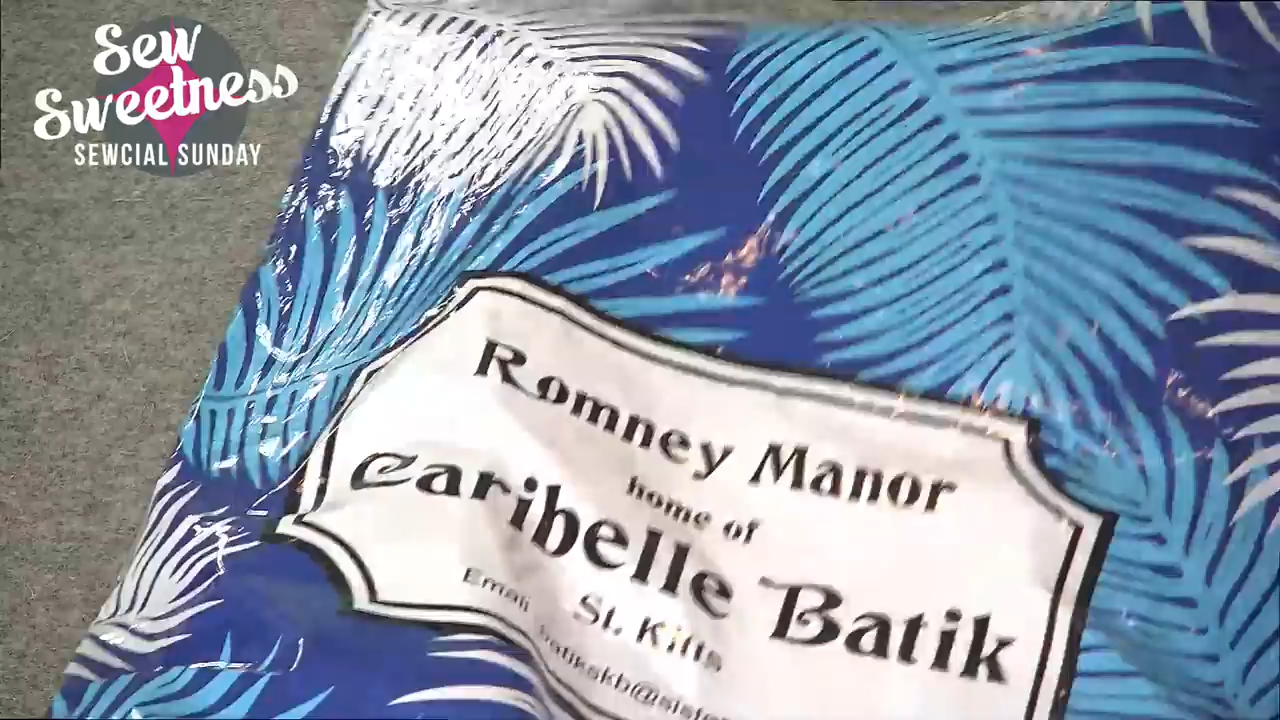 Sew
Sweetness
SEWCIAL SUNDAY
Romney Manor
home of
Caribelle Batik
St. Kitts
Email